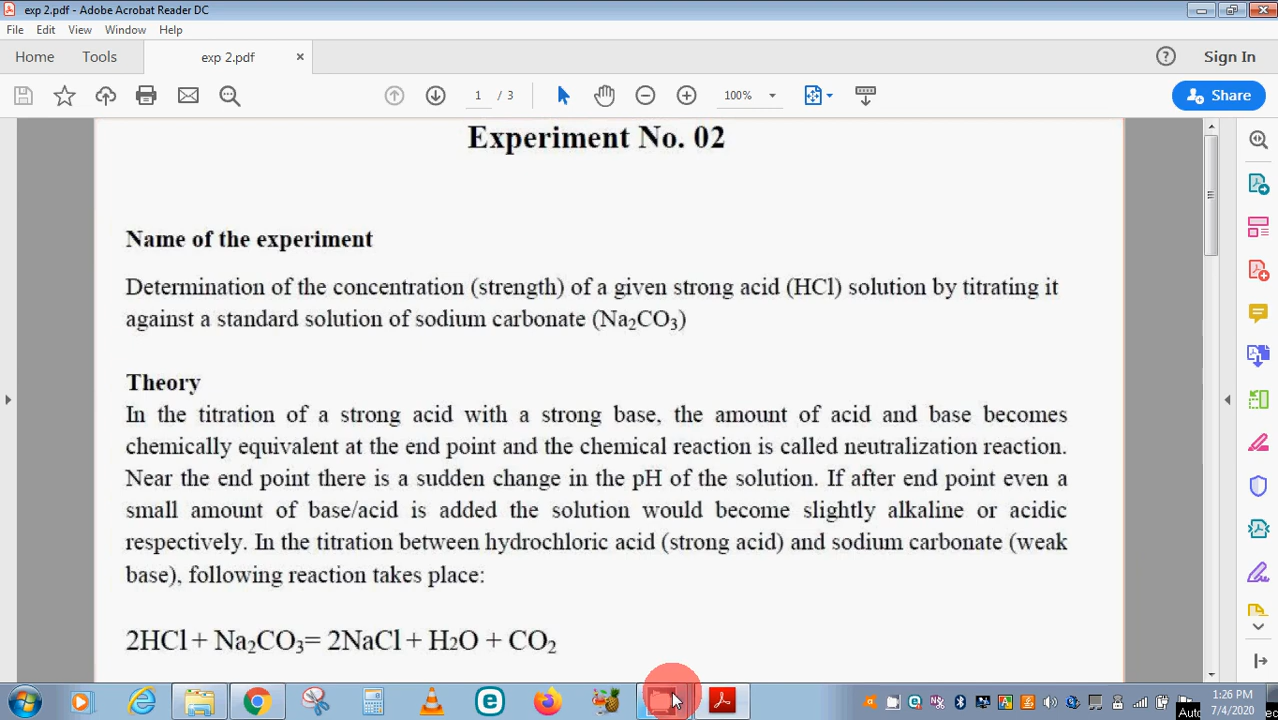 exp 2.pdf - Adobe Acrobat Reader DC
File Edit View Window Help
Home Tools exp 2.pdf × Sign In
1 / 3 100% Share
Experiment No. 02
Name of the experiment
Determination of the concentration (strength) of a given strong acid (HCl) solution by titrating it
against a standard solution of sodium carbonate (Na₂CO₃)
Theory
In the titration of a strong acid with a strong base, the amount of acid and base becomes
chemically equivalent at the end point and the chemical reaction is called neutralization reaction.
Near the end point there is a sudden change in the pH of the solution. If after end point even a
small amount of base/acid is added the solution would become slightly alkaline or acidic
respectively. In the titration between hydrochloric acid (strong acid) and sodium carbonate (weak
base), following reaction takes place:
2HCl + Na₂CO₃= 2NaCl + H₂O + CO₂
1:26 PM
7/4/2020